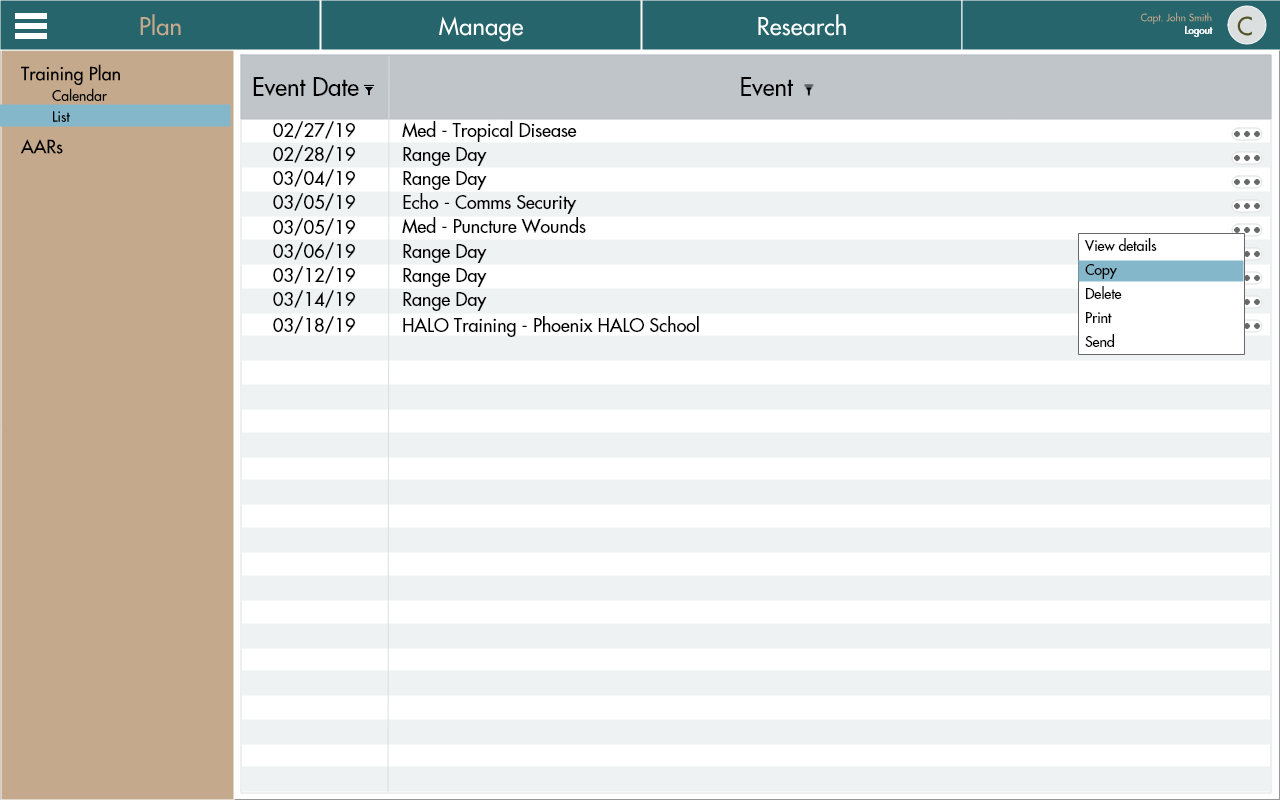 Plan
Manage
Research
Capt. John Smith
Logout
C
Training Plan
Calendar
List
AARs
Event Date
Event
02/27/19 Med - Tropical Disease
02/28/19 Range Day
03/04/19 Range Day
03/05/19 Echo - Comms Security
03/05/19 Med - Puncture Wounds
03/06/19 Range Day
03/12/19 Range Day
03/14/19 Range Day
03/18/19 HALO Training - Phoenix HALO School
View details
Copy
Delete
Print
Send